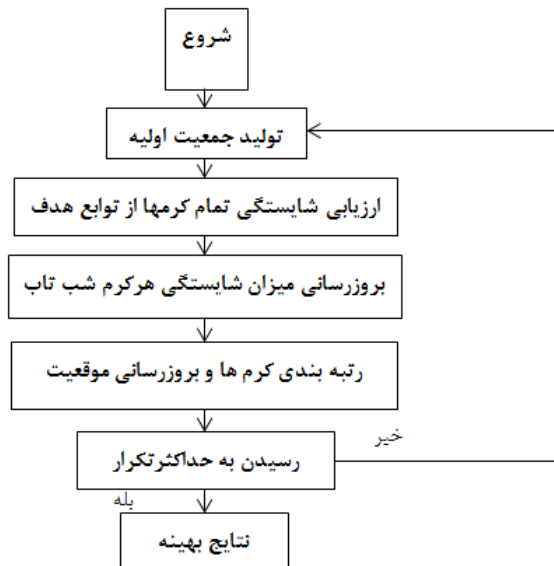 شروع
تولید جمعیت اولیه
ارزیابی شایستگی تمام کرمها از توابع هدف
بروزرسانی میزان شایستگی هرکرم شب تاب
رتبه بندی کرم ها و بروزرسانی موقعیت
رسیدن به حداکثرتکرار
خیر
بله
نتایج بهینه